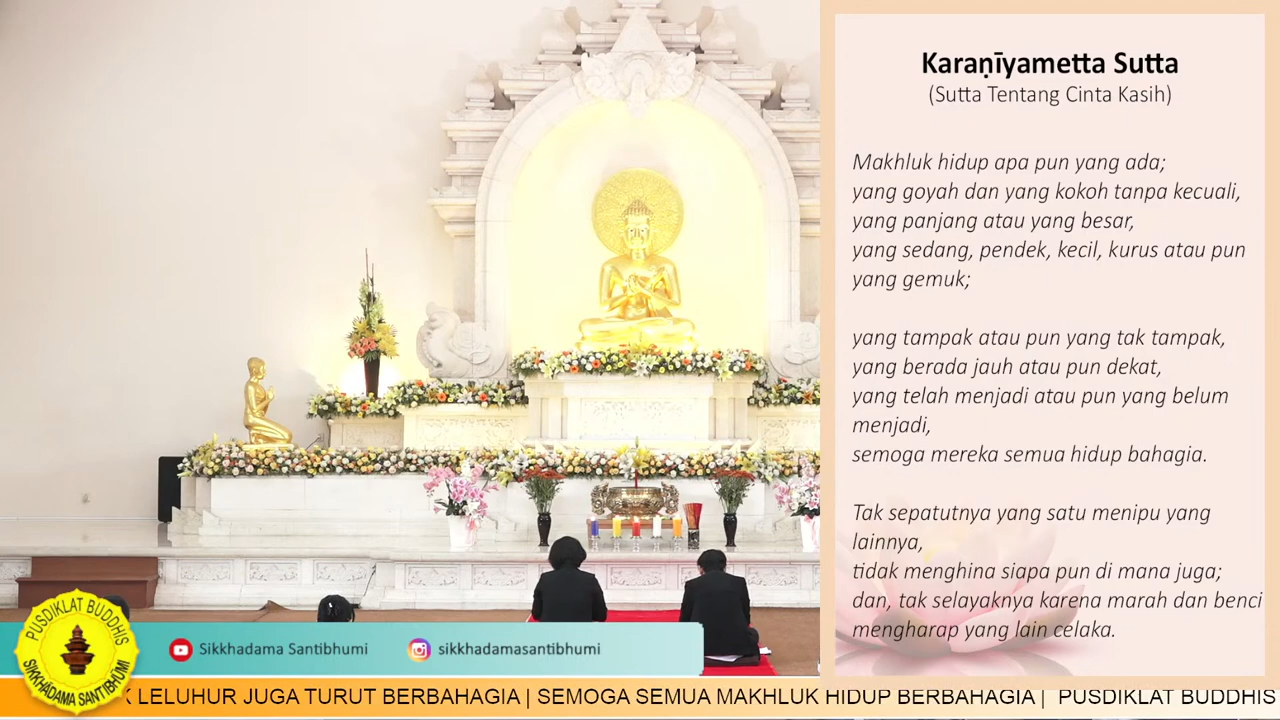 Karaṇīyametta Sutta
(Sutta Tentang Cinta Kasih)
Makhluk hidup apa pun yang ada;
yang goyah dan yang kokoh tanpa kecuali,
yang panjang atau yang besar,
yang sedang, pendek, kecil, kurus atau pun
yang gemuk;
yang tampak atau pun yang tak tampak,
yang berada jauh atau pun dekat,
yang telah menjadi atau pun yang belum
menjadi,
semoga mereka semua hidup bahagia.
Tak sepatutnya yang satu menipu yang
lainnya,
tidak menghina siapa pun di mana juga;
dan, tak selayaknya karena marah dan benci
mengharap yang lain celaka.
PUSDIKLAT BUDDHIS
SIKKHĀDAMA SANTIBHUMI
Sikkhadama Santibhumi
sikkhadamasantibhumi
K LELUHUR JUGA TURUT BERBAHAGIA | SEMOGA SEMUA MAKHLUK HIDUP BERBAHAGIA | PUSDIKLAT BUDDHIS